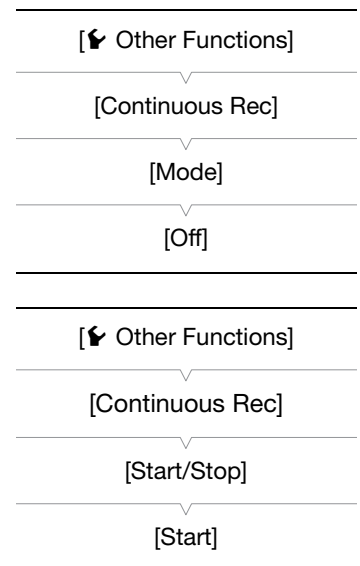 [ Other Functions]
[Continuous Rec]
[Mode]
[Off]
[ Other Functions]
[Continuous Rec]
[Start/Stop]
[Start]